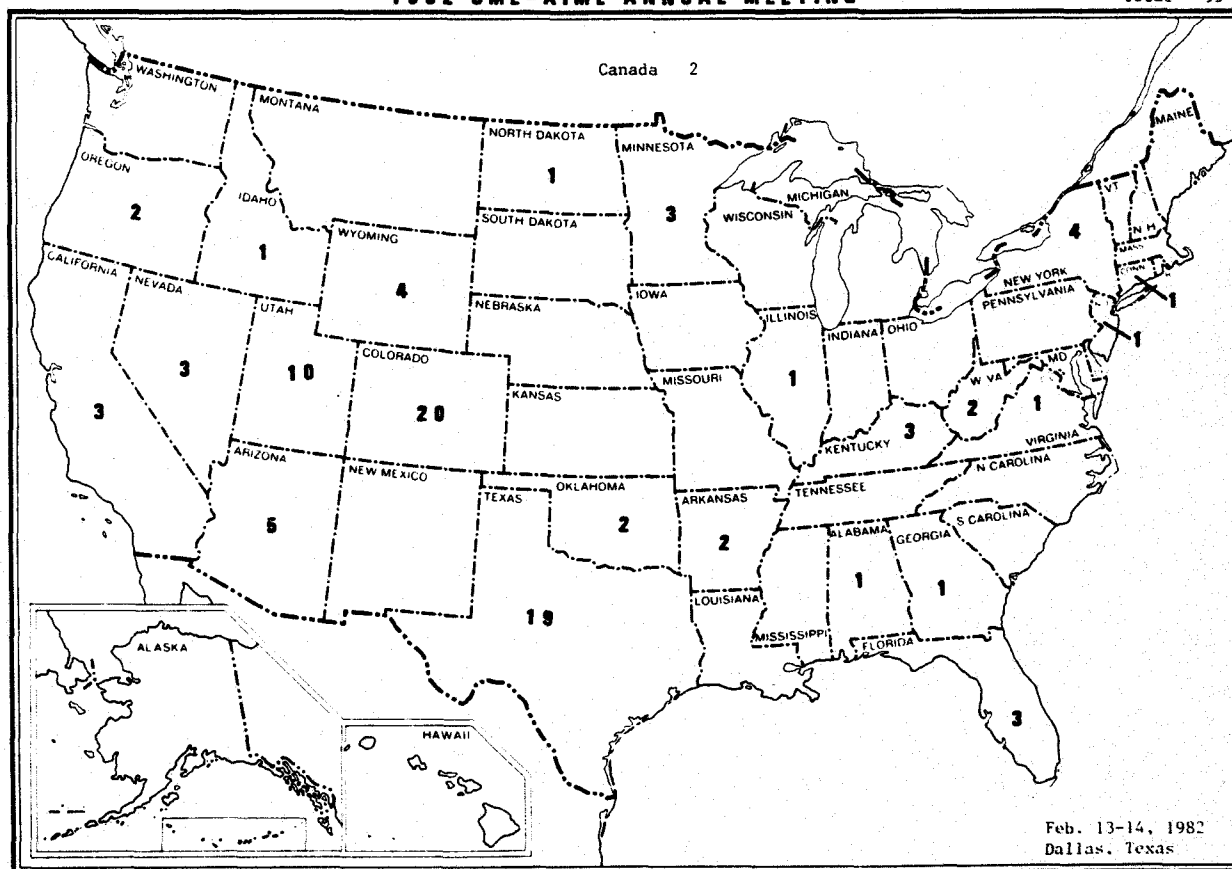 Canada 2
WASHINGTON
MONTANA
NORTH DAKOTA
1
MINNESOTA
3
MAINE
OREGON
2
IDAHO
1
WYOMING
4
SOUTH DAKOTA
WISCONSIN
MICHIGAN
VT
N H
MASS
CONN
1
4
NEW YORK
PENNSYLVANIA
1
CALIFORNIA
3
NEVADA
3
UTAH
10
COLORADO
20
NEBRASKA
IOWA
ILLINOIS
1
INDIANA
OHIO
KANSAS
MISSOURI
W VA
2
MD
1
VIRGINIA
KENTUCKY
3
ARIZONA
5
NEW MEXICO
TEXAS
19
OKLAHOMA
2
ARKANSAS
2
TENNESSEE
N CAROLINA
S CAROLINA
ALABAMA
1
GEORGIA
1
LOUISIANA
MISSISSIPPI
FLORIDA
3
ALASKA
HAWAII
Feb. 13-14, 1982
Dallas, Texas